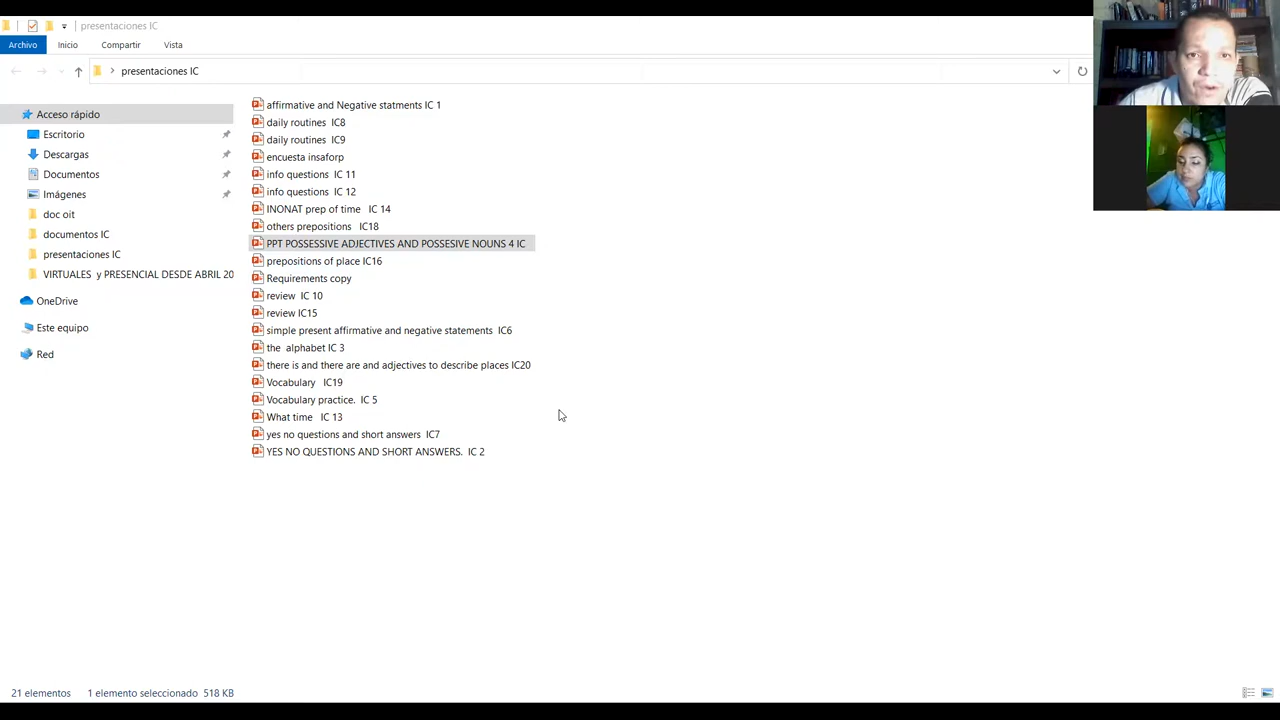 presentaciones IC
Archivo Inicio Compartir Vista
presentaciones IC
Acceso rápido
Escritorio
Descargas
Documentos
Imágenes
doc oit
documentos IC
presentaciones IC
VIRTUALES y PRESENCIAL DESDE ABRIL 20
OneDrive
Este equipo
Red
affirmative and Negative statments IC 1
daily routines IC8
daily routines IC9
encuesta insaforp
info questions IC 11
info questions IC 12
INONAT prep of time IC 14
others prepositions IC18
PPT POSSESSIVE ADJECTIVES AND POSSESIVE NOUNS 4 IC
prepositions of place IC16
Requirements copy
review IC 10
review IC15
simple present affirmative and negative statements IC6
the alphabet IC 3
there is and there are and adjectives to describe places IC20
Vocabulary IC19
Vocabulary practice. IC 5
What time IC 13
yes no questions and short answers IC7
YES NO QUESTIONS AND SHORT ANSWERS. IC 2
21 elementos 1 elemento seleccionado 518 KB